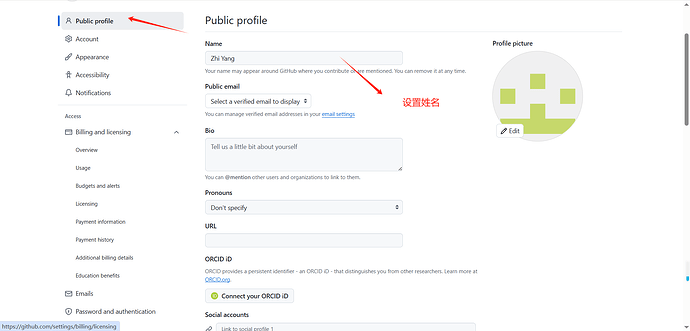 Public profile
Account
Appearance
Accessibility
Notifications
Access
Billing and licensing
Overview
Usage
Budgets and alerts
Licensing
Payment information
Payment history
Additional billing details
Education benefits
Emails
Password and authentication
https://github.com/settings/billing/licensing
Public profile
Name
Zhi Yang
Your name may appear around GitHub where you contribute or are mentioned. You can remove it at any time.
Public email
Select a verified email to display
You can manage verified email addresses in your email settings.
设置姓名
Bio
Tell us a little bit about yourself
You can @mention other users and organizations to link to them.
Pronouns
Don't specify
URL
ORCID iD
ORCID provides a persistent identifier - an ORCID iD - that distinguishes you from other researchers. Learn more at
ORCID.org.
iD Connect your ORCID iD
Social accounts
Link to social profile 1
Profile picture
Edit